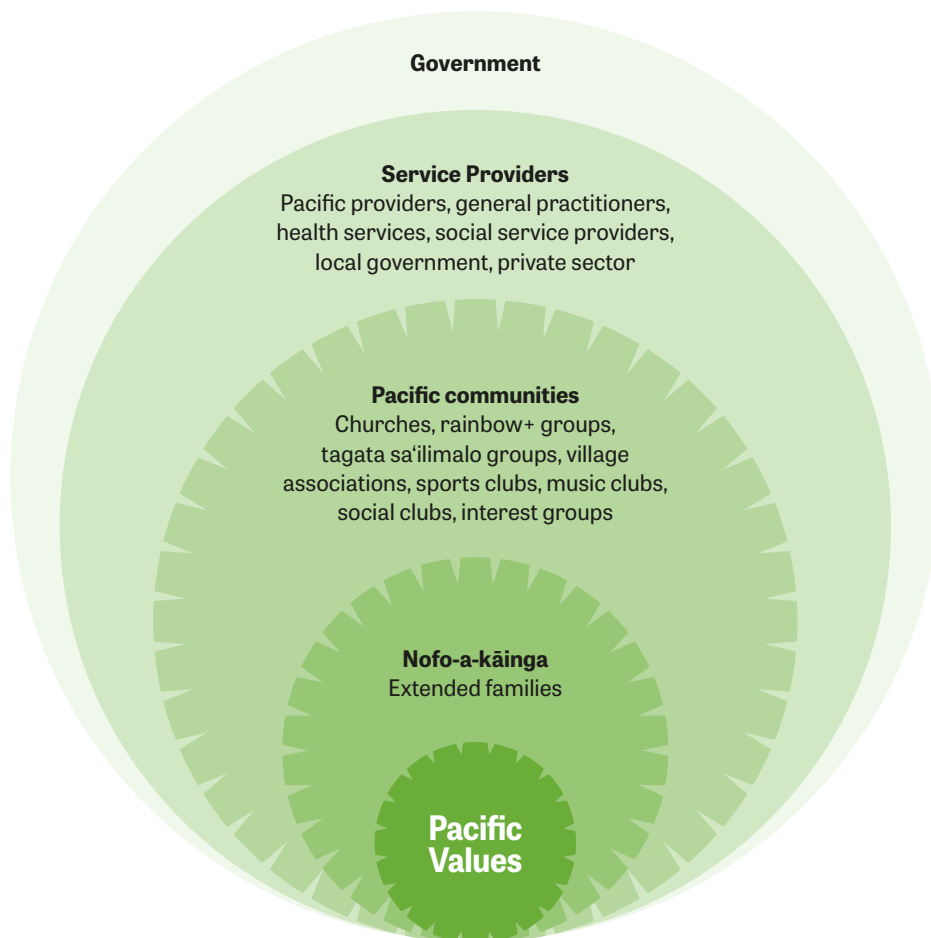 Government
Service Providers
Pacific providers, general practitioners,
health services, social service providers,
local government, private sector
Pacific communities
Churches, rainbow+ groups,
tagata sa‘ilimalo groups, village
associations, sports clubs, music clubs,
social clubs, interest groups
Nofo-a-kāinga
Extended families
Pacific
Values